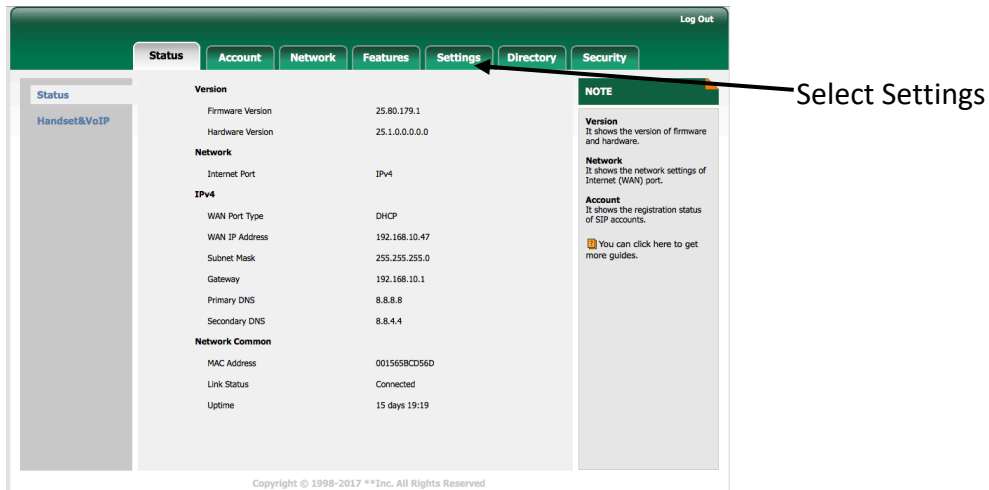 Log Out
Status Account Network Features Settings Directory Security
Select Settings
Status
Handset&VoIP
Version
Firmware Version 25.80.179.1
Hardware Version 25.1.0.0.0.0.0
Network
Internet Port IPv4
IPv4
WAN Port Type DHCP
WAN IP Address 192.168.10.47
Subnet Mask 255.255.255.0
Gateway 192.168.10.1
Primary DNS 8.8.8.8
Secondary DNS 8.8.4.4
Network Common
MAC Address 001565BCD56D
Link Status Connected
Uptime 15 days 19:19
NOTE
Version
It shows the version of firmware
and hardware.
Network
It shows the network settings of
Internet (WAN) port.
Account
It shows the registration status
of SIP accounts.
You can click here to get
more guides.
Copyright © 1998-2017 **Inc. All Rights Reserved